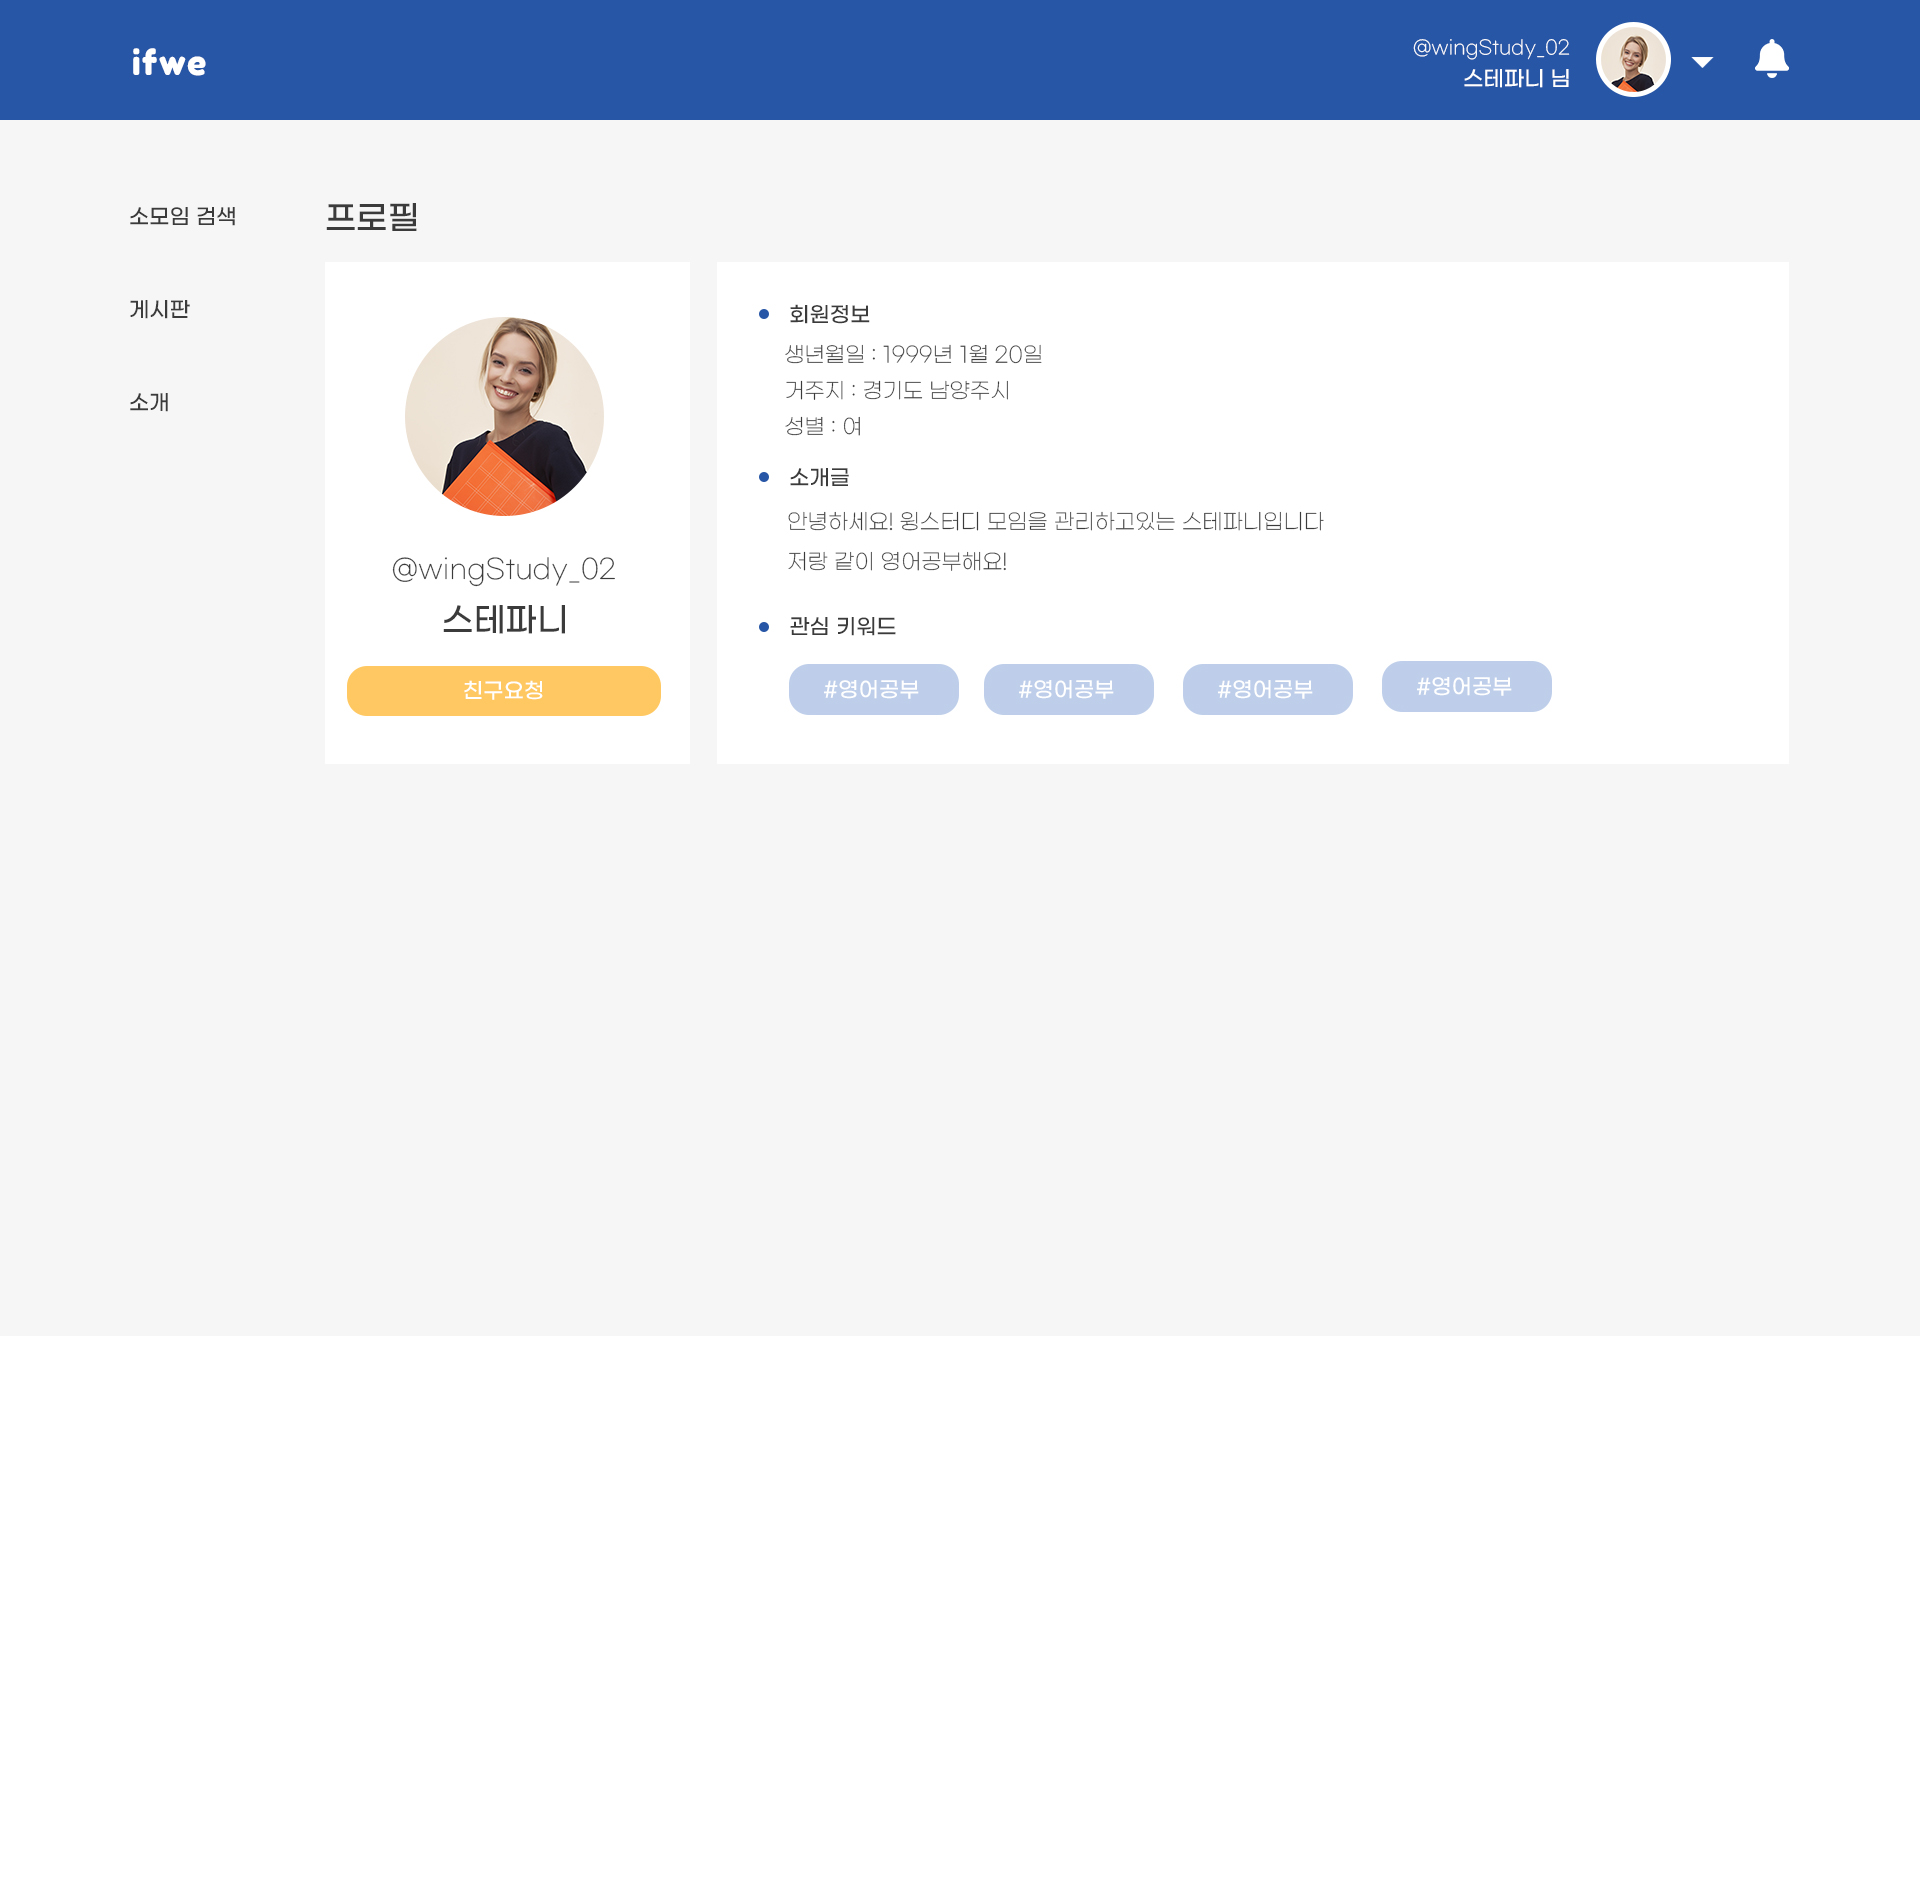 ifwe
@wingStudy_02
스테파니 님
소모임 검색
게시판
소개
프로필
@wingStudy_02
스테파니
친구요청
회원정보
생년월일 : 1999년 1월 20일
거주지 : 경기도 남양주시
성별 : 여
소개글
안녕하세요! 윙스터디 모임을 관리하고있는 스테파니입니다
저랑 같이 영어공부해요!
관심 키워드
#영어공부 #영어공부 #영어공부 #영어공부